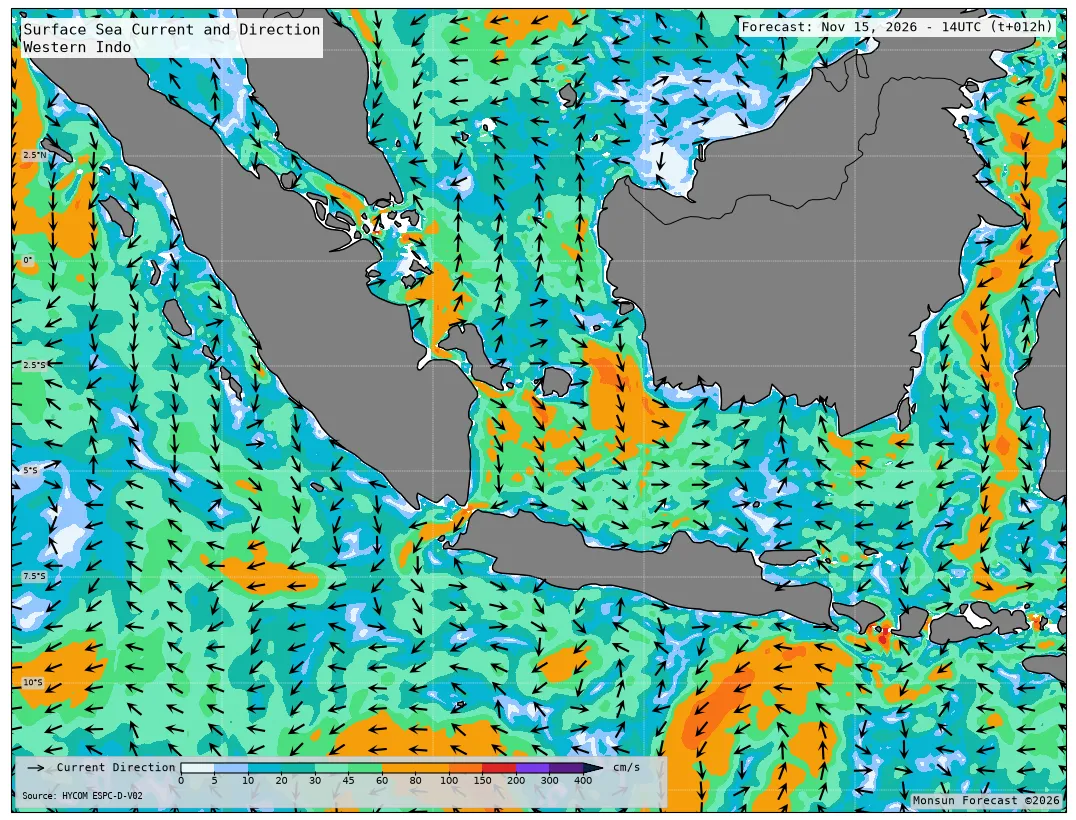 Surface Sea Current and Direction
Western Indo
Forecast: Nov 15, 2026 - 14UTC (t+012h)
2.5°N
0°
2.5°S
5°S
7.5°S
10°S
Current Direction
0 5 10 20 30 45 60 80 100 150 200 300 400 cm/s
Source: HYCOM ESPC-D-V02
Monsun Forecast ©2026